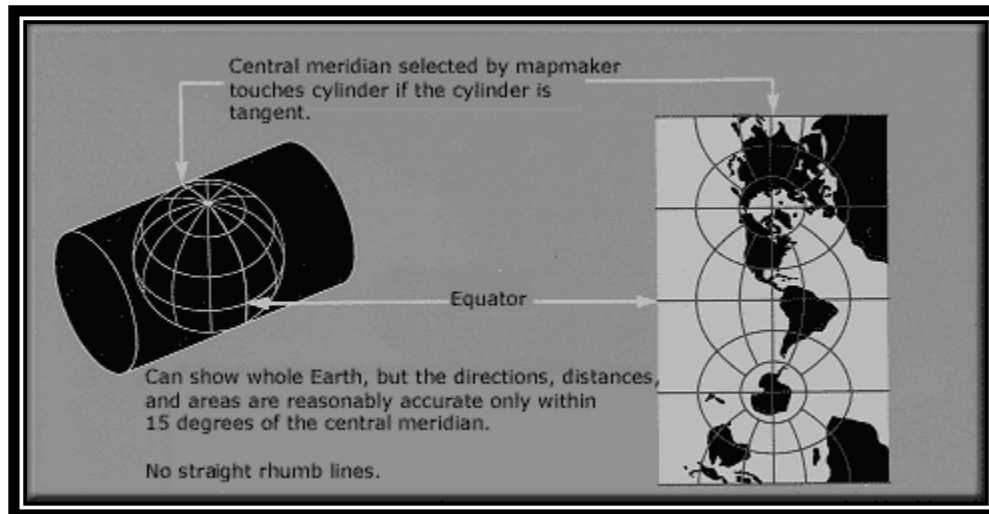 Central meridian selected by mapmaker
touches cylinder if the cylinder is
tangent.
Equator
Can show whole Earth, but the directions, distances,
and areas are reasonably accurate only within
15 degrees of the central meridian.
No straight rhumb lines.